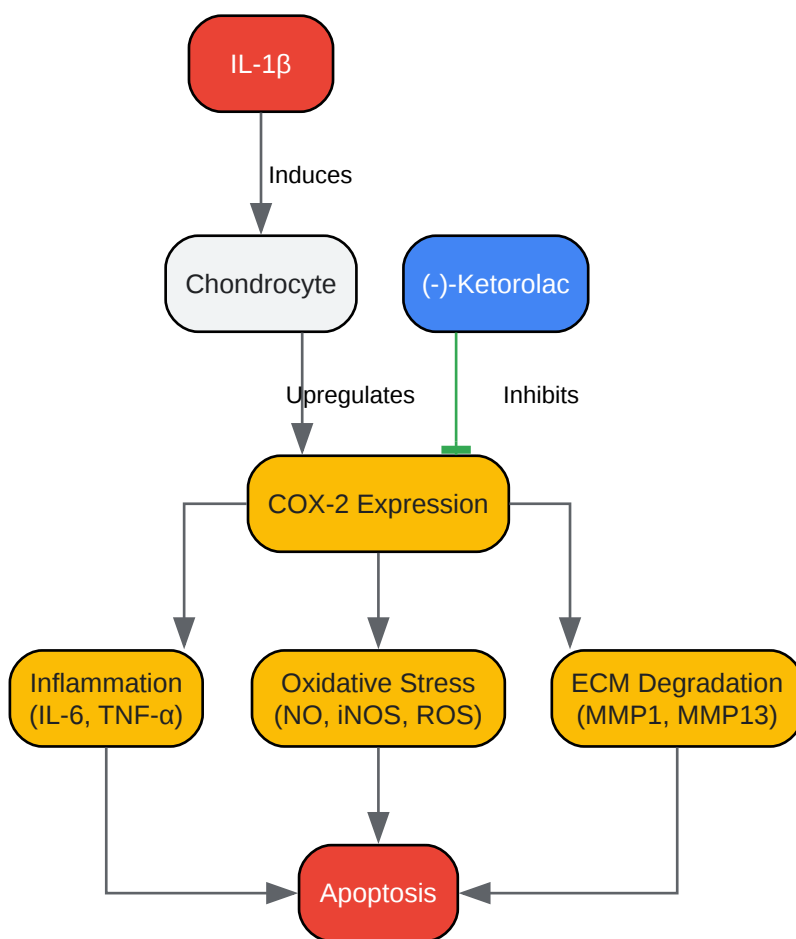 IL-1β
Induces
Chondrocyte
(-)-Ketorolac
Upregulates
Inhibits
COX-2 Expression
Inflammation
(IL-6, TNF-α)
Oxidative Stress
(NO, iNOS, ROS)
ECM Degradation
(MMP1, MMP13)
Apoptosis